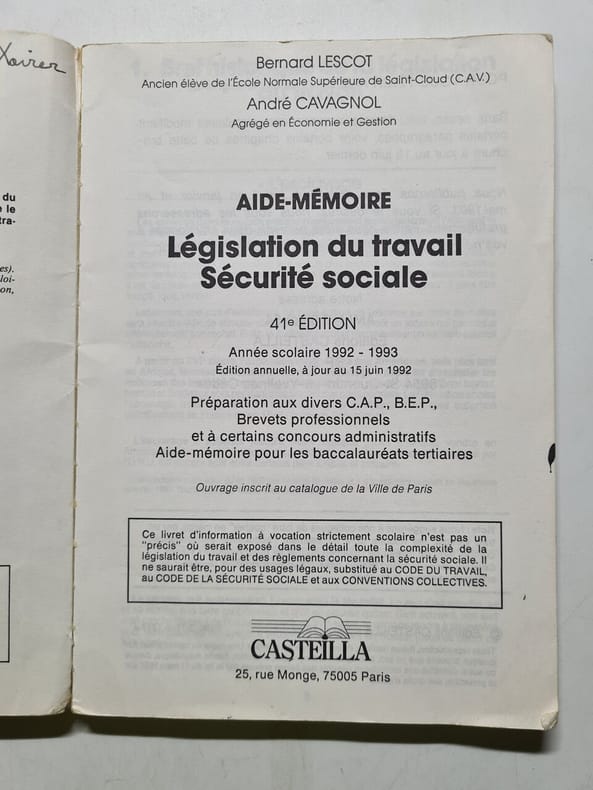 du
le
tra-
es).
loi-
on,
Bernard LESCOT
Ancien élève de l'École Normale Supérieure de Saint-Cloud (C.A.V.)
André CAVAGNOL
Agrégé en Économie et Gestion
AIDE-MÉMOIRE
Législation du travail
Sécurité sociale
41e ÉDITION
Année scolaire 1992 - 1993
Édition annuelle, à jour au 15 juin 1992
Préparation aux divers C.A.P., B.E.P.,
Brevets professionnels
et à certains concours administratifs
Aide-mémoire pour les baccalauréats tertiaires
Ouvrage inscrit au catalogue de la Ville de Paris
Ce livret d'information à vocation strictement scolaire n'est pas un
"précis" où serait exposé dans le détail toute la complexité de la
législation du travail et des règlements concernant la sécurité sociale. Il
ne saurait être, pour des usages légaux, substitué au CODE DU TRAVAIL,
au CODE DE LA SÉCURITÉ SOCIALE et aux CONVENTIONS COLLECTIVES.
CASTEILLA
25, rue Monge, 75005 Paris